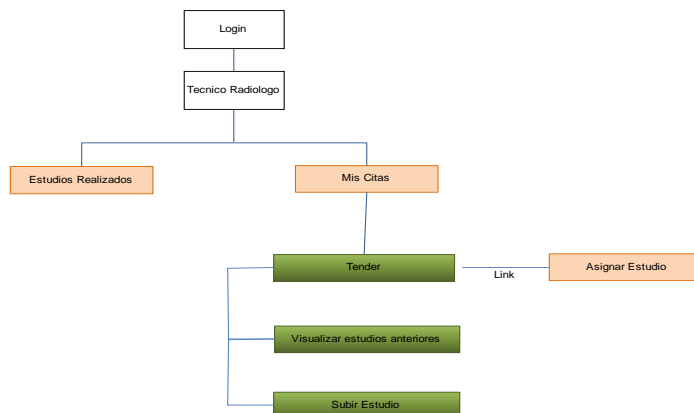 Login
Tecnico Radiologo
Estudios Realizados
Mis Citas
Tender
Link
Asignar Estudio
Visualizar estudios anteriores
Subir Estudio